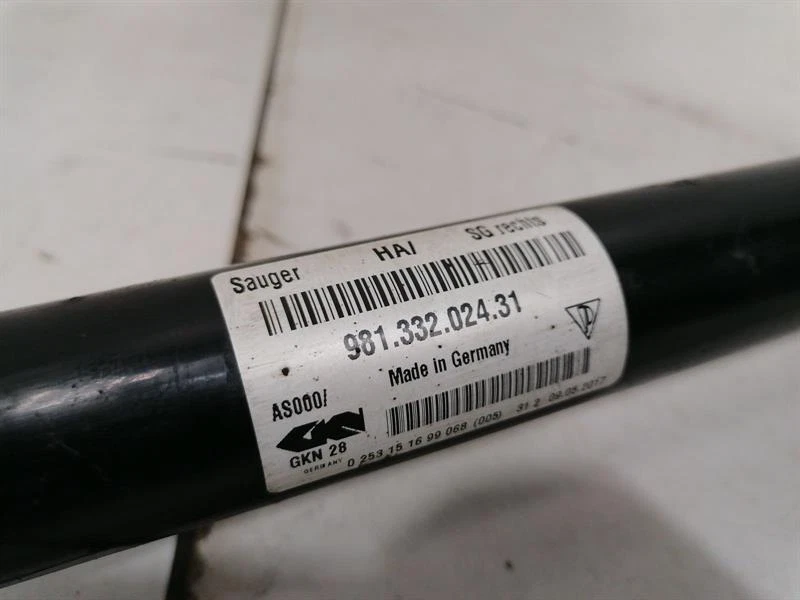 Sauger HA/ SG rechts
981.332.024.31
Made in Germany
AS000/
GKN 28
GERMANY
0 253 15 16 99 068 (005) 31 2 09.05.2017